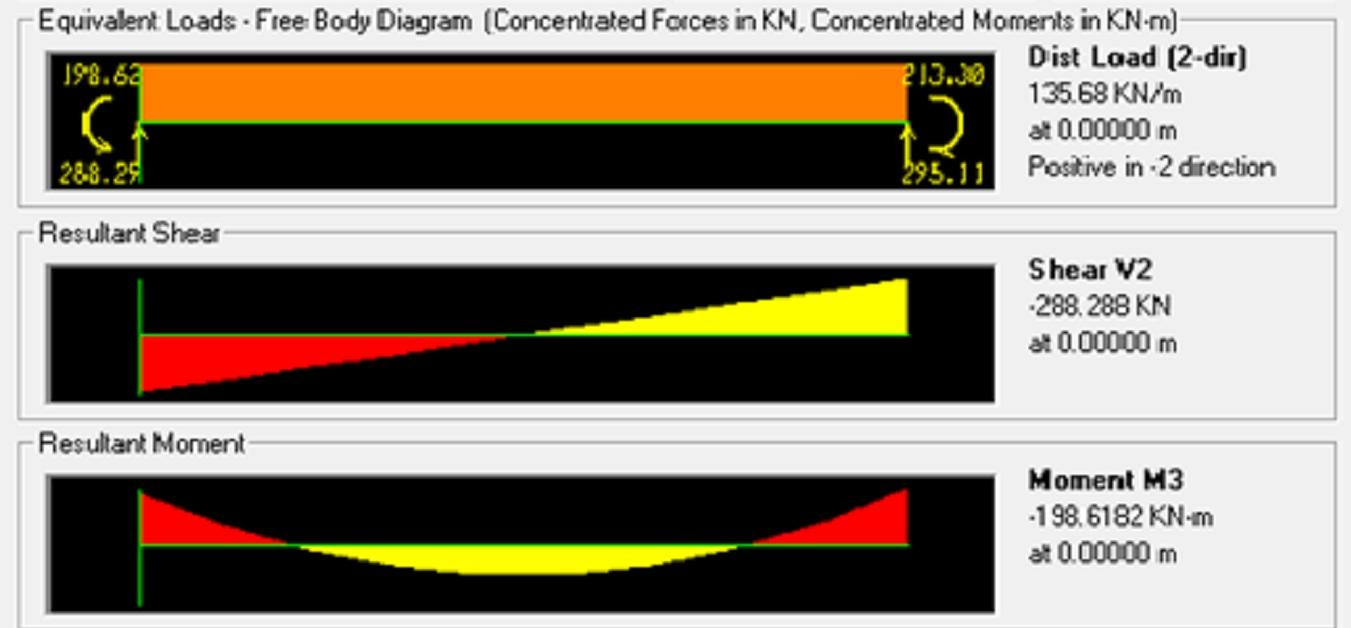 Equivalent Loads - Free Body Diagram (Concentrated Forces in KN, Concentrated Moments in KN-m)
198.62
213.30
288.29
295.11
Dist Load (2-dir)
135.68 KN/m
at 0.00000 m
Positive in -2 direction
Resultant Shear
Shear V2
-288.288 KN
at 0.00000 m
Resultant Moment
Moment M3
-198.6182 KN-m
at 0.00000 m